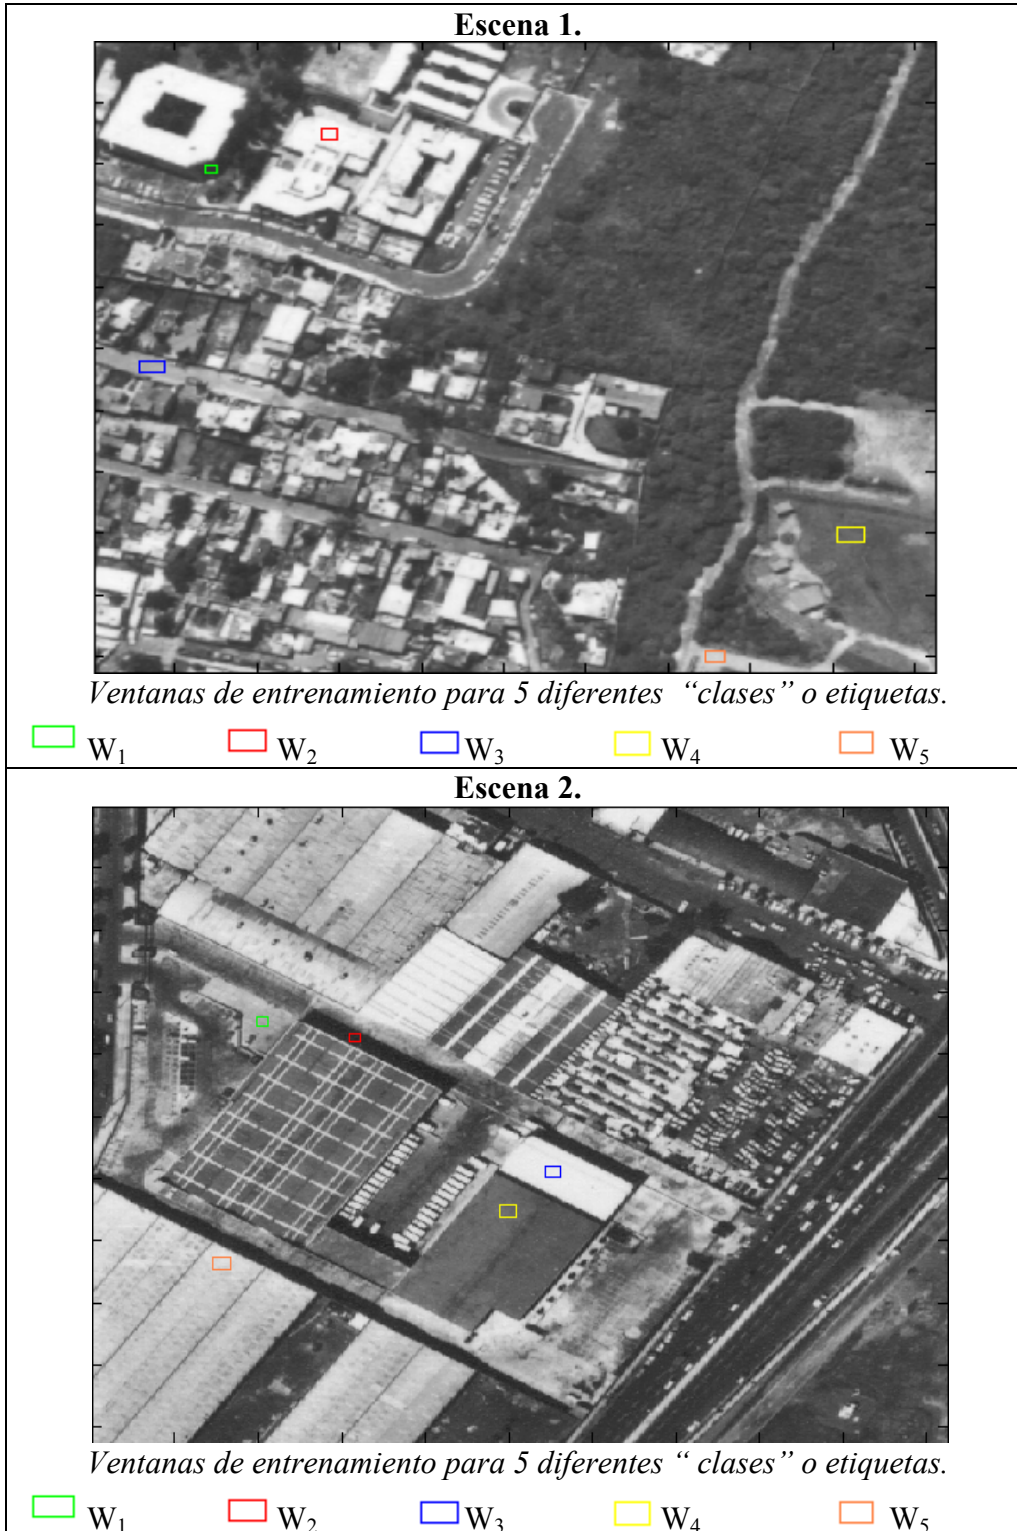 Escena 1.
Ventanas de entrenamiento para 5 diferentes “clases” o etiquetas.
W1 W2 W3 W4 W5
Escena 2.
Ventanas de entrenamiento para 5 diferentes “ clases” o etiquetas.
W1 W2 W3 W4 W5